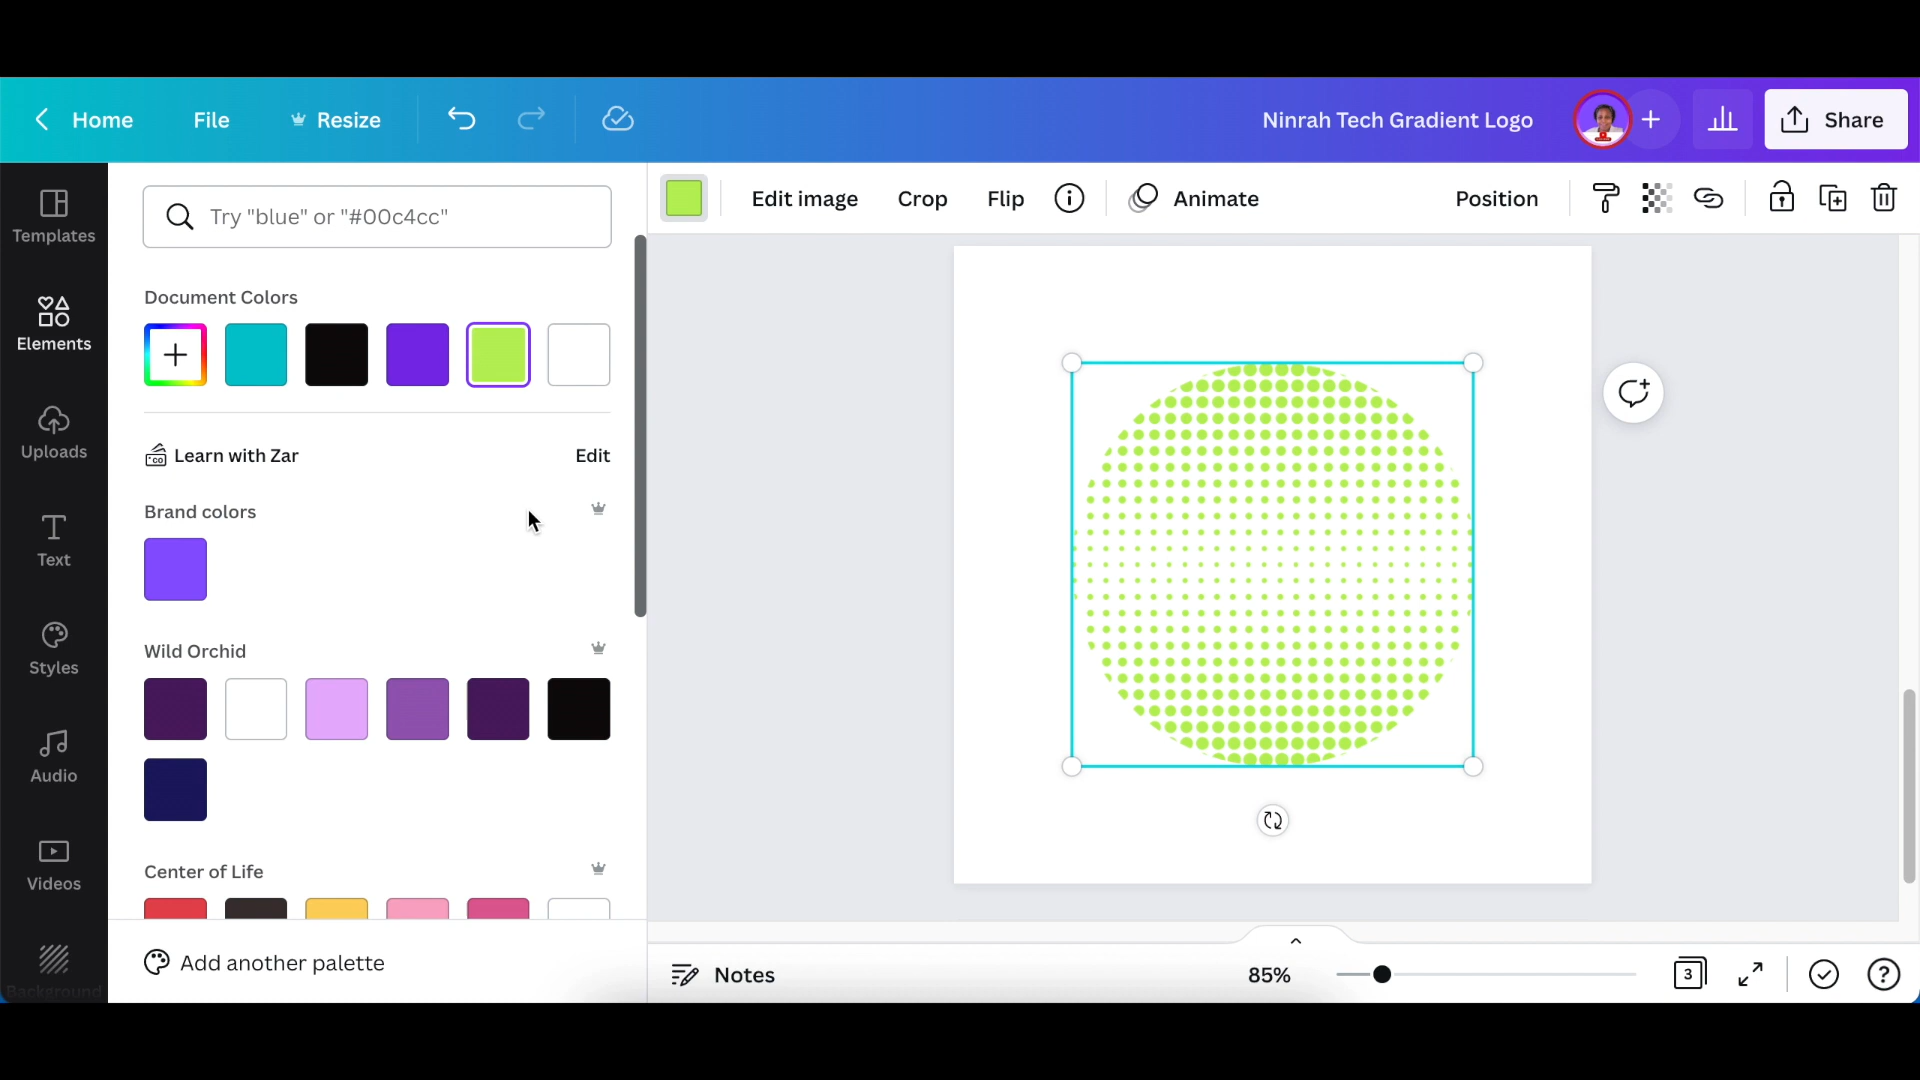 Home File Resize Ninrah Tech Gradient Logo Share
Try "blue" or "#00c4cc"
Edit image Crop Flip Animate Position
Templates
Elements
Uploads
Text
Styles
Audio
Videos
Background
Document Colors
CO. Learn with Zar Edit
Brand colors
Wild Orchid
Center of Life
Add another palette
Notes 85% 3